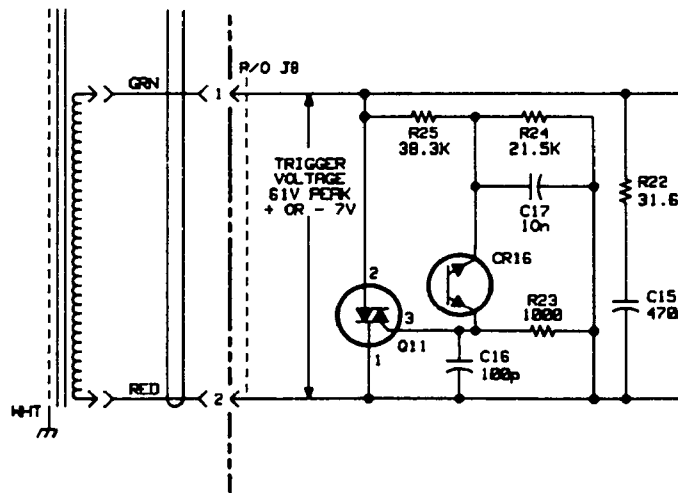 P/O J8
GRN
1
R25
38.3K
R24
21.5K
TRIGGER
VOLTAGE
61V PEAK
+ OR - 7V
R22
31.6
C17
10n
CR16
2
R23
1000
C15
470
3
Q11
1
C16
100p
RED
2
WHT